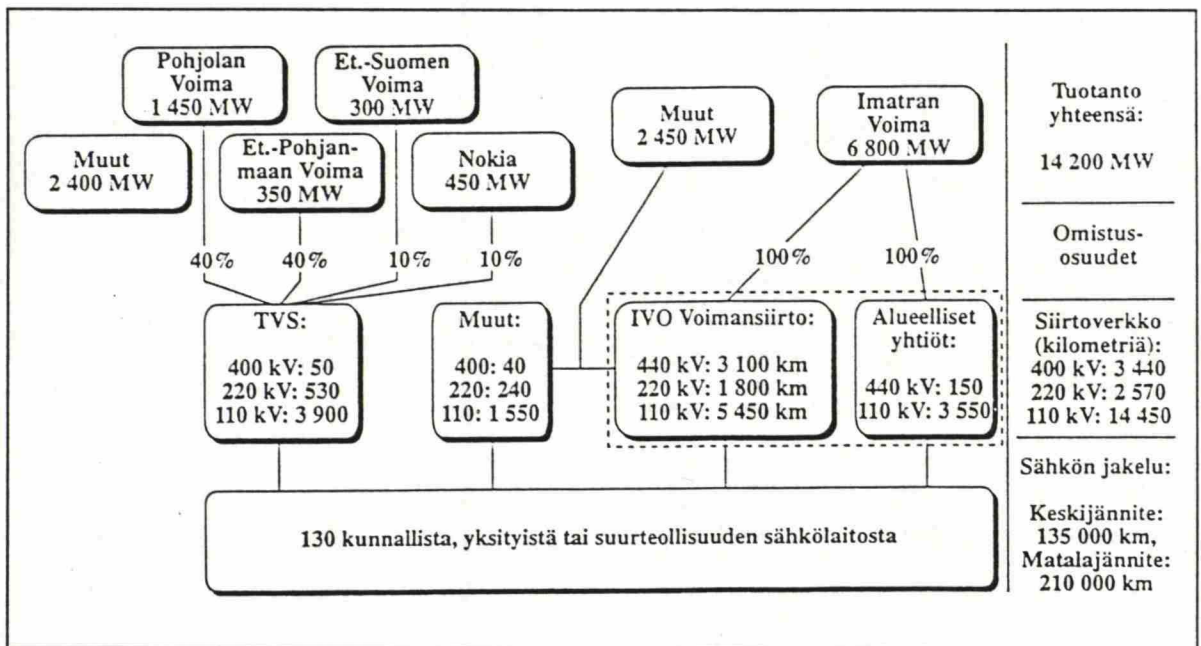 Pohjolan
Voima
1 450 MW
Et.-Suomen
Voima
300 MW
Muut
2 400 MW
Et.-Pohjan-
maan Voima
350 MW
Nokia
450 MW
Muut
2 450 MW
Imatran
Voima
6 800 MW
Tuotanto
yhteensä:
14 200 MW
40%
40%
10%
10%
100%
100%
Omistus-
osuudet
TVS:
400 kV: 50
220 kV: 530
110 kV: 3 900
Muut:
400: 40
220: 240
110: 1 550
IVO Voimansiirto:
440 kV: 3 100 km
220 kV: 1 800 km
110 kV: 5 450 km
Alueelliset
yhtiöt:
440 kV: 150
110 kV: 3 550
Siirtoverkko
(kilometriä):
400 kV: 3 440
220 kV: 2 570
110 kV: 14 450
130 kunnallista, yksityistä tai suurteollisuuden sähkölaitosta
Sähkön jakelu:
Keskijännite:
135 000 km,
Matalajännite:
210 000 km